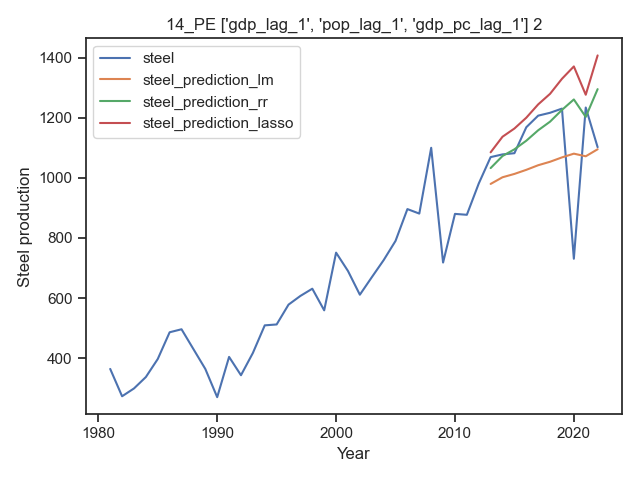 14_PE ['gdp_lag_1', 'pop_lag_1', 'gdp_pc_lag_1'] 2
steel
steel_prediction_lm
steel_prediction_rr
steel_prediction_lasso
Steel production
1400
1200
1000
800
600
400
1980
1990
2000
2010
2020
Year